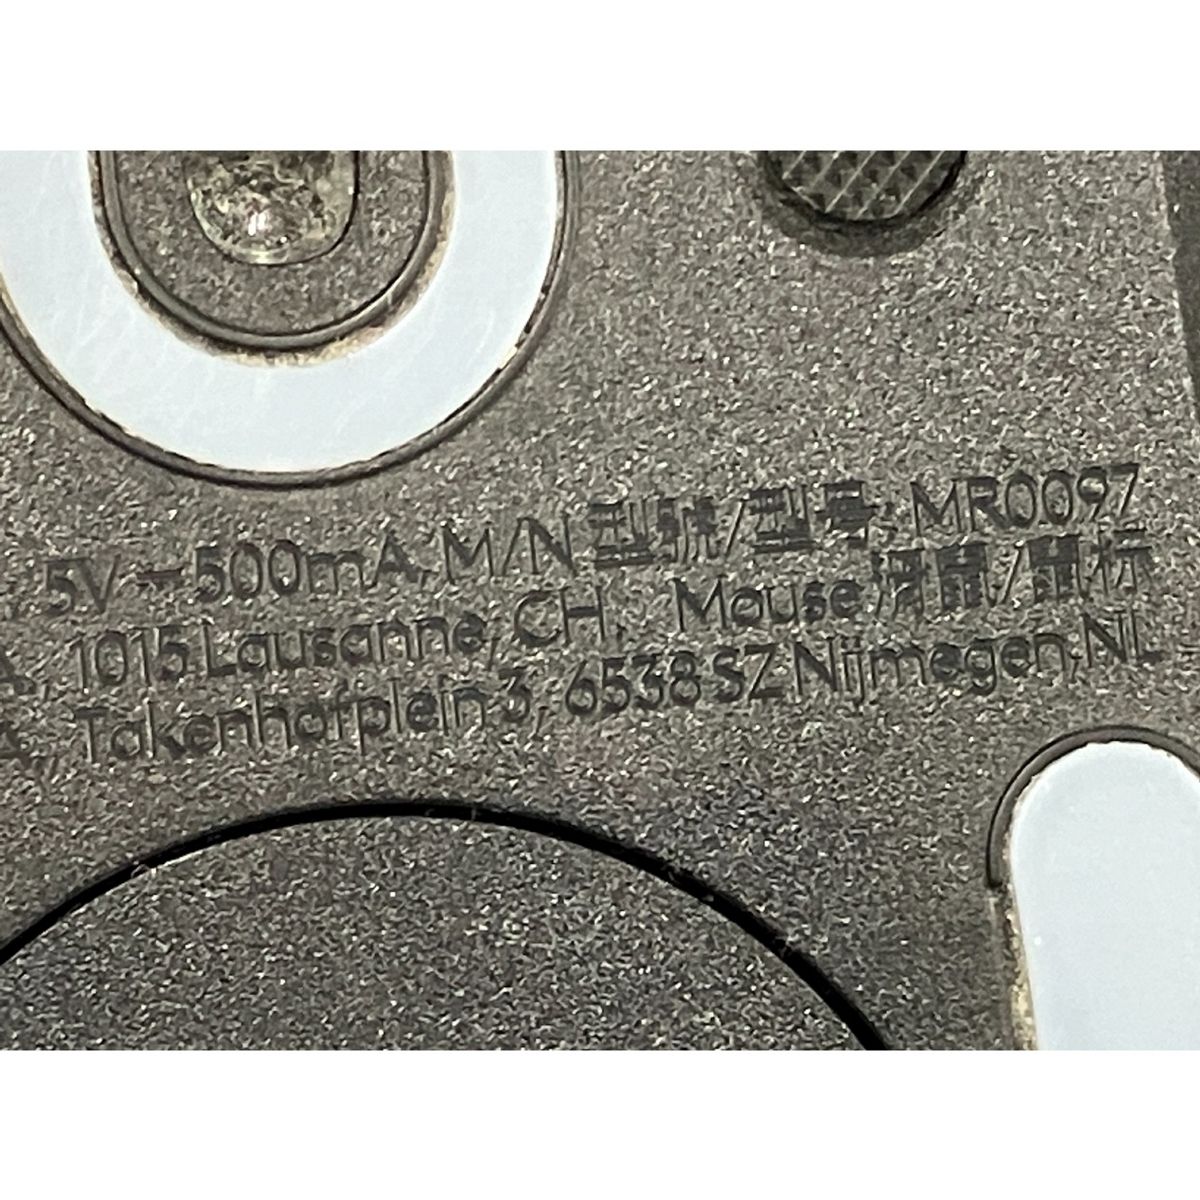 , 5V⎓500mA, M/N 型號/型号: MR0097
A, 1015 Lausanne, CH, Mouse 滑鼠/鼠标
A, Takenhofplein 3, 6538 SZ Nijmegen, NL